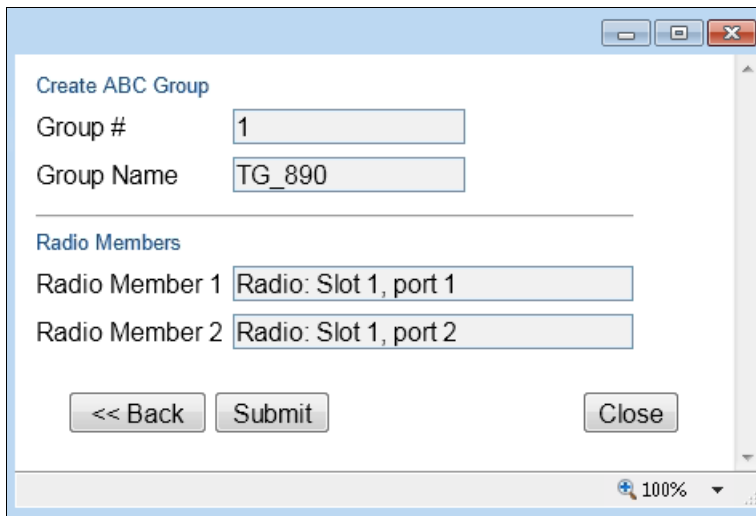 Create ABC Group
Group # 1
Group Name TG_890
Radio Members
Radio Member 1 Radio: Slot 1, port 1
Radio Member 2 Radio: Slot 1, port 2
<< Back Submit Close
100%